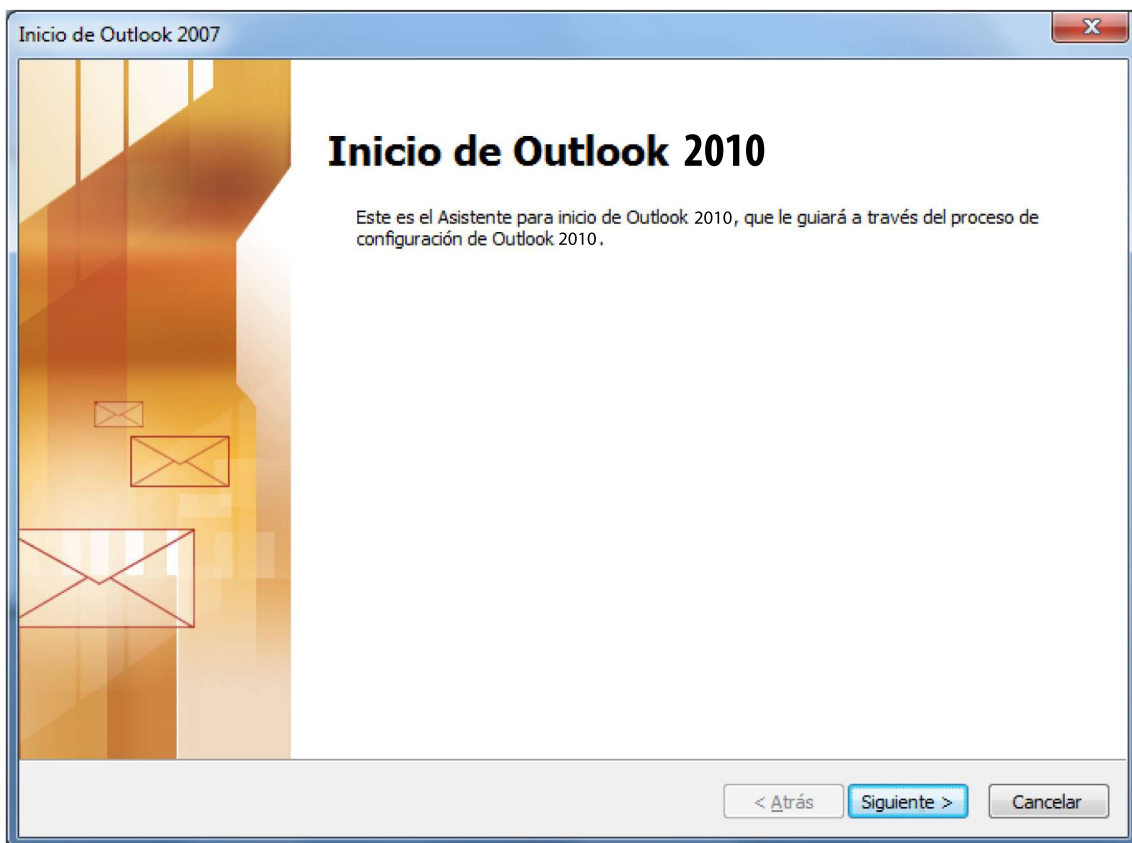 Inicio de Outlook 2007
X
Inicio de Outlook 2010
Este es el Asistente para inicio de Outlook 2010, que le guiará a través del proceso de
configuración de Outlook 2010.
< Atrás Siguiente > Cancelar